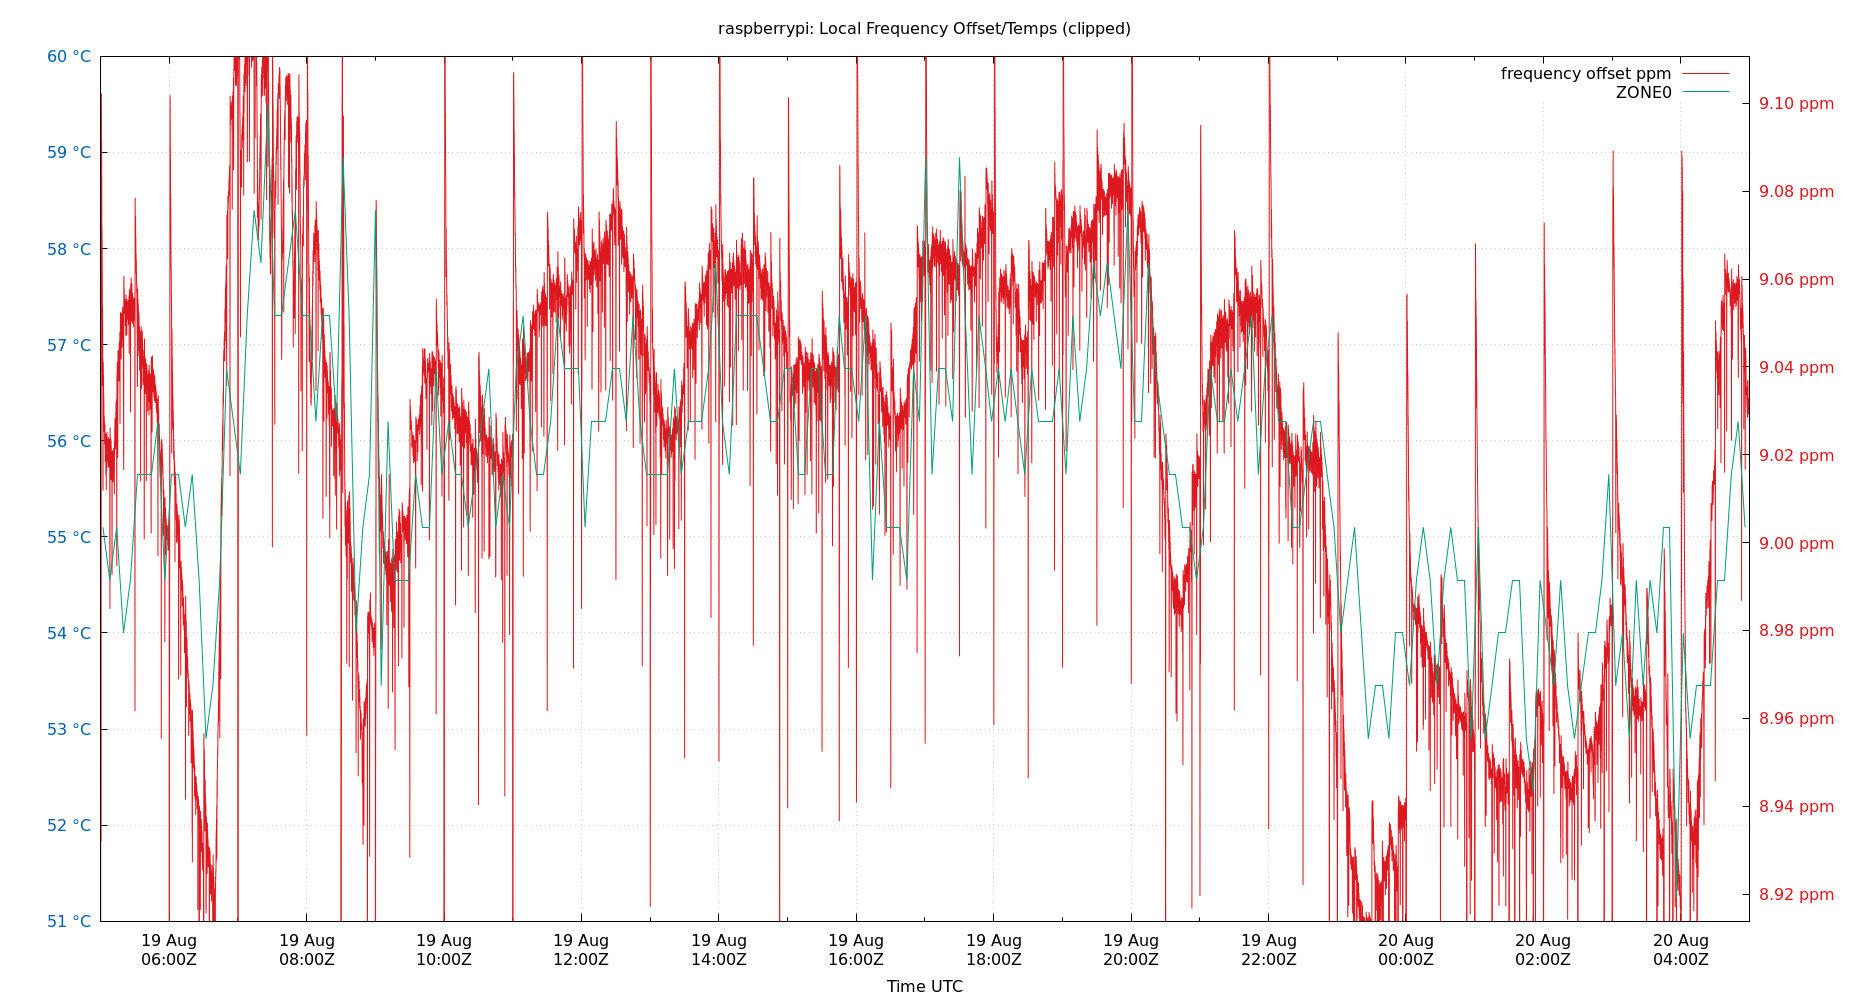 raspberrypi: Local Frequency Offset/Temps (clipped)
frequency offset ppm
ZONE0
60 °C
59 °C
58 °C
57 °C
56 °C
55 °C
54 °C
53 °C
52 °C
51 °C
9.10 ppm
9.08 ppm
9.06 ppm
9.04 ppm
9.02 ppm
9.00 ppm
8.98 ppm
8.96 ppm
8.94 ppm
8.92 ppm
19 Aug
06:00Z
19 Aug
08:00Z
19 Aug
10:00Z
19 Aug
12:00Z
19 Aug
14:00Z
19 Aug
16:00Z
19 Aug
18:00Z
19 Aug
20:00Z
19 Aug
22:00Z
20 Aug
00:00Z
20 Aug
02:00Z
20 Aug
04:00Z
Time UTC